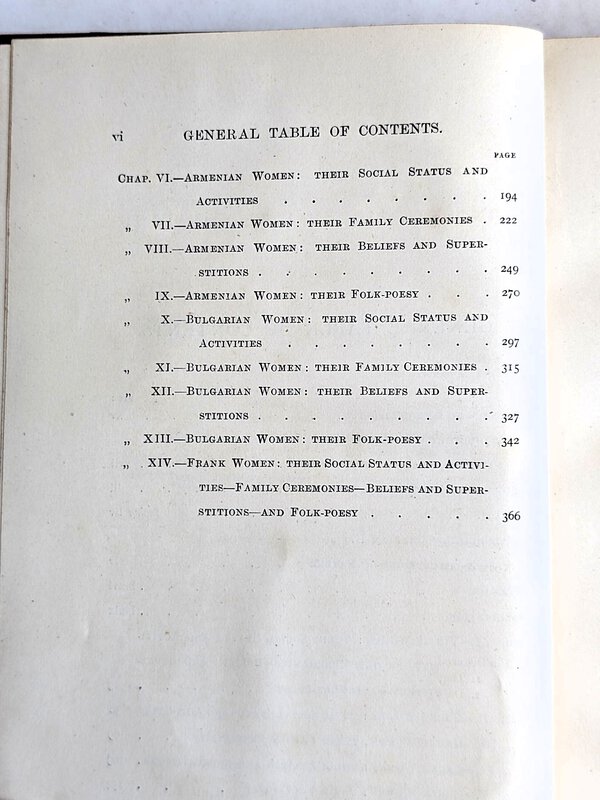 vi GENERAL TABLE OF CONTENTS.
PAGE
CHAP. VI.—ARMENIAN WOMEN: THEIR SOCIAL STATUS AND
ACTIVITIES . . . . . . . 194
„ VII.—ARMENIAN WOMEN: THEIR FAMILY CEREMONIES . 222
„ VIII.—ARMENIAN WOMEN: THEIR BELIEFS AND SUPER-
STITIONS . . . . . . . . 249
„ IX.—ARMENIAN WOMEN: THEIR FOLK-POESY . . . 270
„ X.—BULGARIAN WOMEN: THEIR SOCIAL STATUS AND
ACTIVITIES . . . . . . . 297
„ XI.—BULGARIAN WOMEN: THEIR FAMILY CEREMONIES . 315
„ XII.—BULGARIAN WOMEN: THEIR BELIEFS AND SUPER-
STITIONS . . . . . . . . 327
„ XIII.—BULGARIAN WOMEN: THEIR FOLK-POESY . . . 342
„ XIV.—FRANK WOMEN: THEIR SOCIAL STATUS AND ACTIVI-
TIES—FAMILY CEREMONIES—BELIEFS AND SUPER-
STITIONS—AND FOLK-POESY . . . . . 366